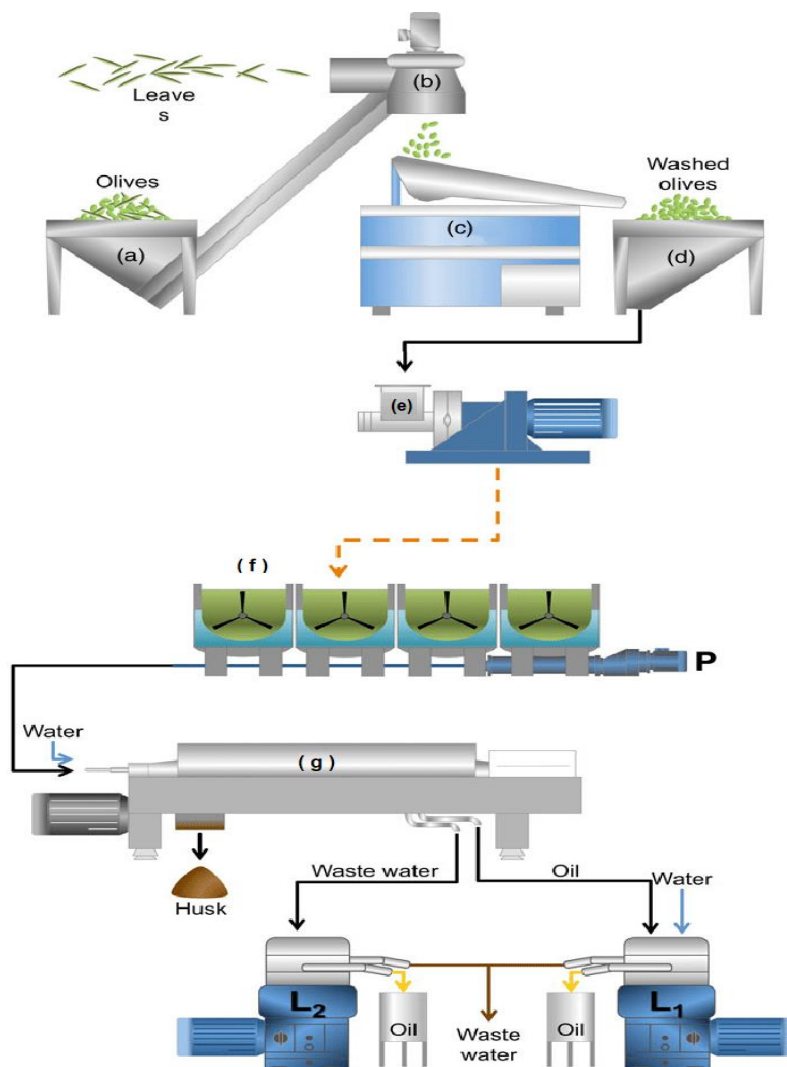 (b)
Leave
s
Olives
Washed
olives
(a)
(c)
(d)
(e)
( f )
P
Water
( g )
Waste water
Oil
Water
Husk
L₂
L₁
Oil
Waste
water
Oil